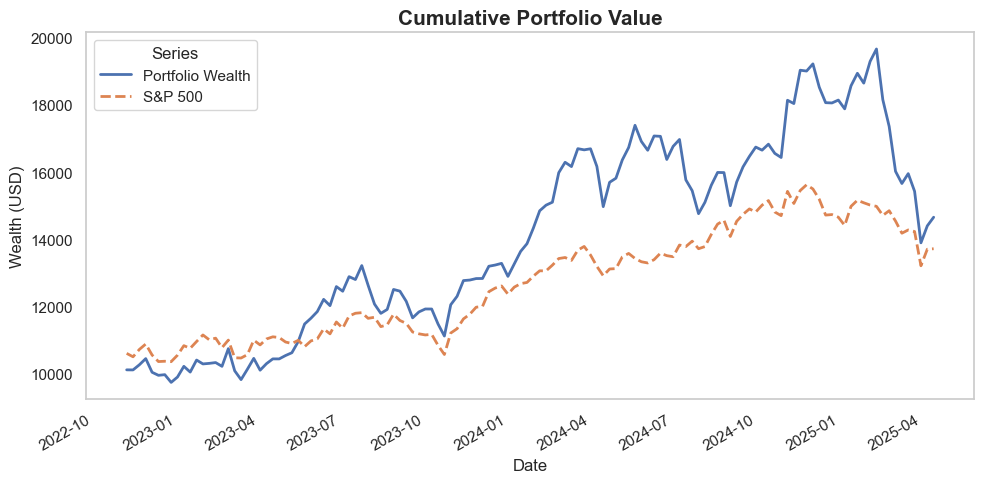 Cumulative Portfolio Value
Series
Portfolio Wealth
S&P 500
Wealth (USD)
20000
18000
16000
14000
12000
10000
2022-10
2023-01
2023-04
2023-07
2023-10
2024-01
2024-04
2024-07
2024-10
2025-01
2025-04
Date